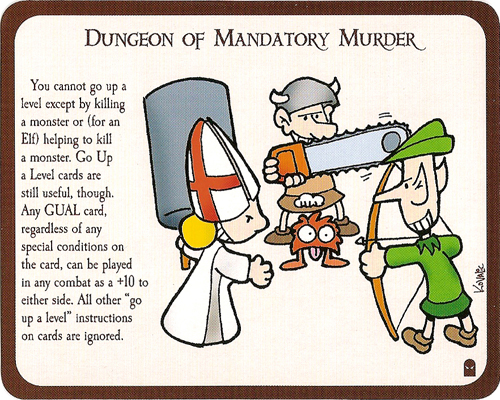 Dungeon of Mandatory Murder
You cannot go up a
level except by killing
a monster or (for an
Elf) helping to kill
a monster. Go Up
a Level cards are
still useful, though.
Any GUAL card,
regardless of any
special conditions on
the card, can be played
in any combat as a +10 to
either side. All other "go
up a level" instructions
on cards are ignored.
Kovalic